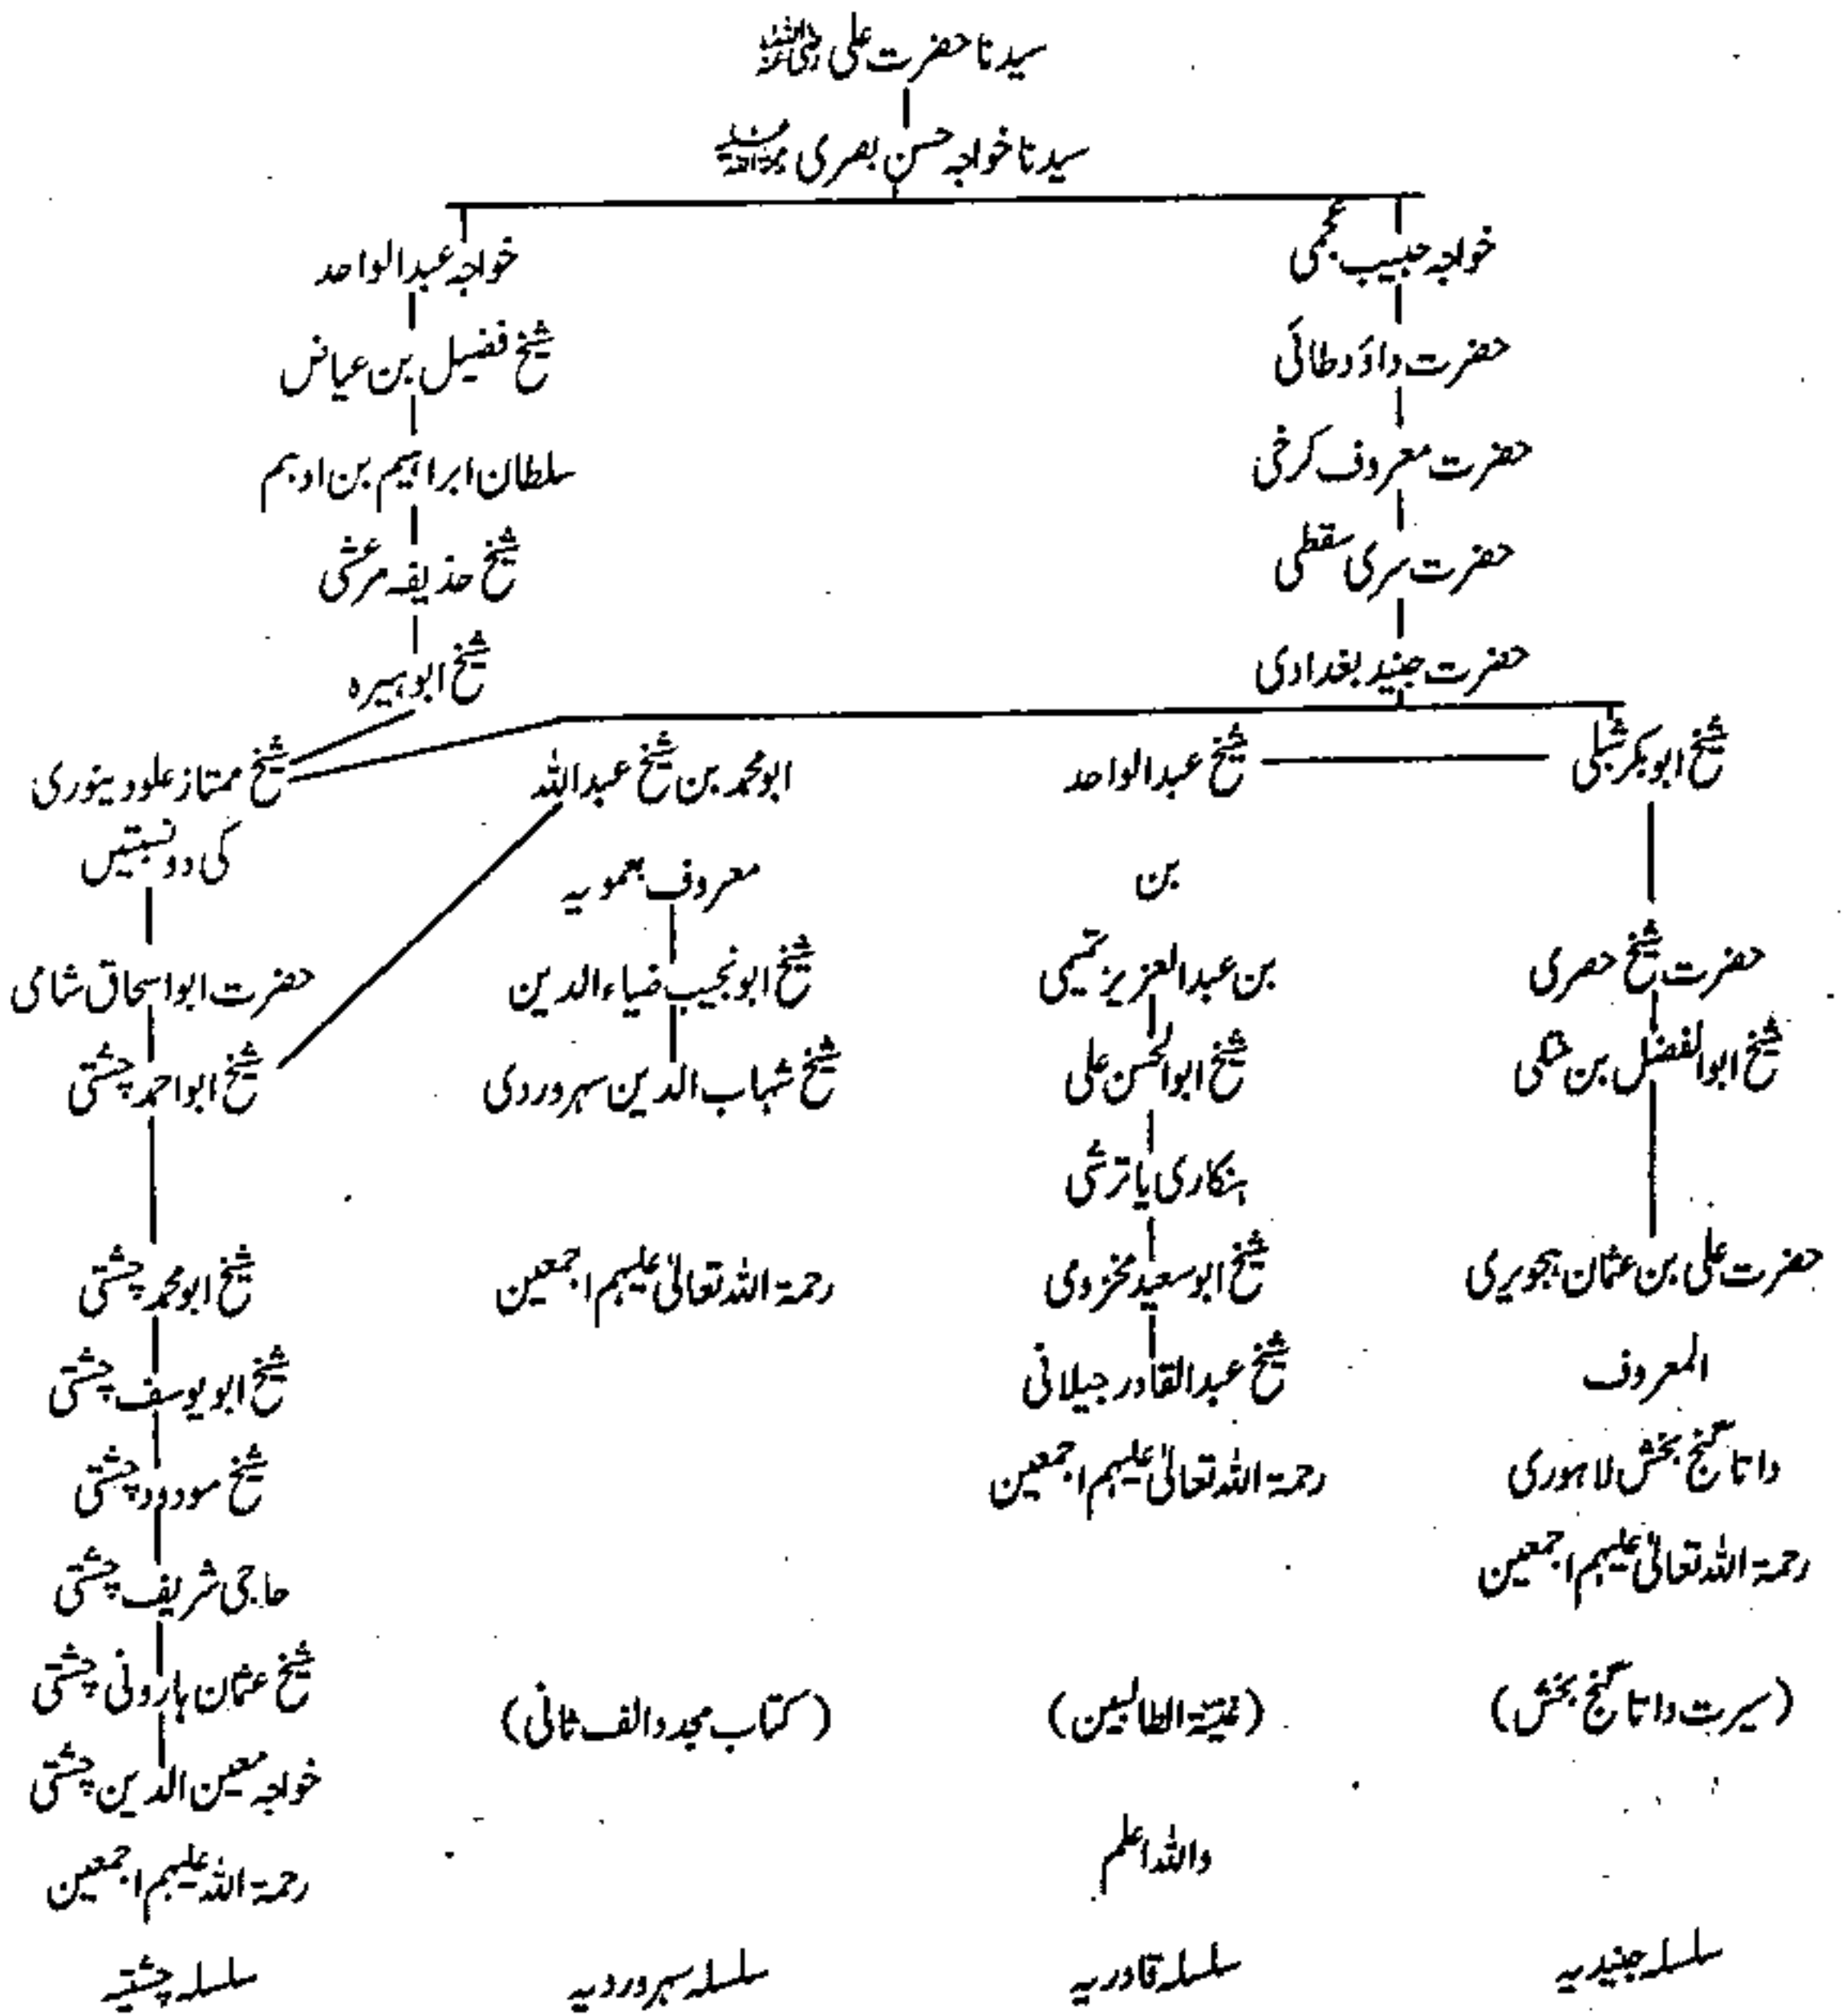 سیدنا حضرت علی رضی اللہ عنہ
سیدنا خواجہ حسن بصری رحمۃ اللہ علیہ
خواجہ حبیب عجمی
خواجہ عبدالواحد
حضرت داؤد طائی
شیخ فضیل بن عیاض
حضرت معروف کرخی
سلطان ابراہیم بن ادہم
حضرت سری سقطی
شیخ حذیفہ مرعشی
حضرت جنید بغدادی
شیخ ابوہبیرہ
شیخ ابوبکر شبلی
شیخ عبدالواحد
ابومحمد بن شیخ عبداللہ
شیخ ممتاز علودینوری
کی دو نسبتیں
بن
معروف بعمویہ
حضرت شیخ حصری
بن عبدالعزیز تمیمی
شیخ ابونجیب ضیاءالدین
حضرت ابواسحاق شامی
شیخ ابوالفضل بن ختلی
شیخ ابوالحسن علی
شیخ شہاب الدین سہروردی
شیخ ابواحمد چشتی
ہنکاری یا ترشی
حضرت علی بن عثمان ہجویری
شیخ ابوسعید مخزومی
رحمۃ اللہ تعالیٰ علیہم اجمعین
شیخ ابومحمد چشتی
المعروف
شیخ عبدالقادر جیلانی
شیخ ابویوسف چشتی
داتا گنج بخش لاہوری
رحمۃ اللہ تعالیٰ علیہم اجمعین
شیخ مودود چشتی
رحمۃ اللہ تعالیٰ علیہم اجمعین
حاجی شریف چشتی
شیخ عثمان ہارونی چشتی
(سیرت داتا گنج بخش)
(غنیۃ الطالبین)
(کتاب مجدد الف ثانی)
خواجہ معین الدین چشتی
واللہ اعلم
رحمۃ اللہ علیہم اجمعین
سلسلہ جنیدیہ
سلسلہ قادریہ
سلسلہ سہروردیہ
سلسلہ چشتیہ